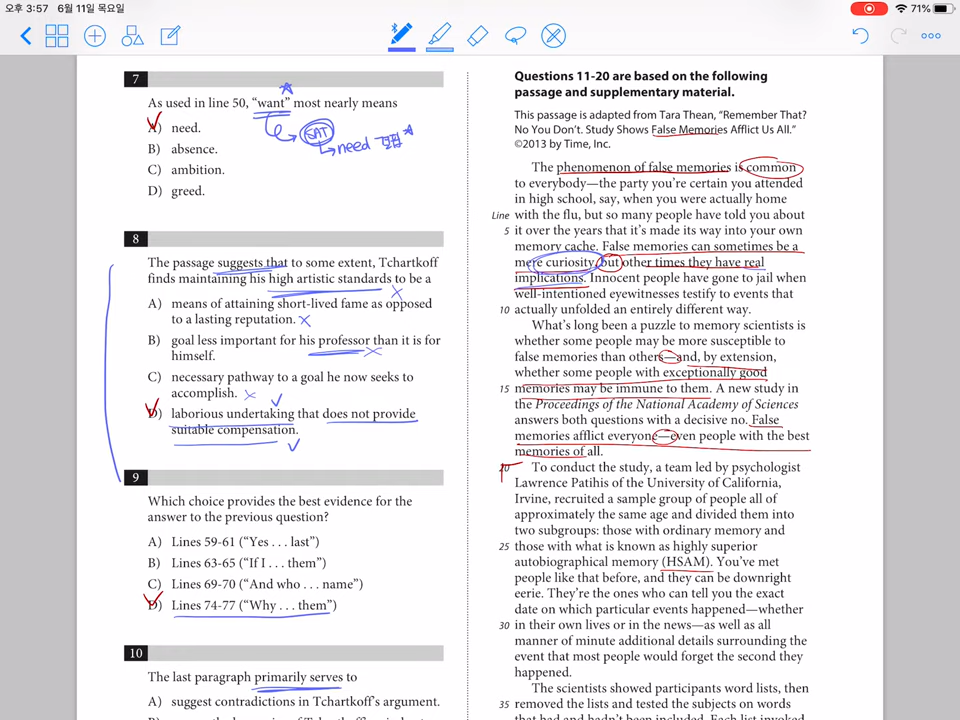 오후 3:57 6월 11일 목요일
71%
7
As used in line 50, “want” most nearly means
A) need.
B) absence.
C) ambition.
D) greed.
SAT
need
8
The passage suggests that to some extent, Tchartkoff
finds maintaining his high artistic standards to be a
A) means of attaining short-lived fame as opposed
to a lasting reputation.
B) goal less important for his professor than it is for
himself.
C) necessary pathway to a goal he now seeks to
accomplish.
D) laborious undertaking that does not provide
suitable compensation.
9
Which choice provides the best evidence for the
answer to the previous question?
A) Lines 59-61 (“Yes . . . last”)
B) Lines 63-65 (“If I . . . them”)
C) Lines 69-70 (“And who . . . name”)
D) Lines 74-77 (“Why . . . them”)
10
The last paragraph primarily serves to
A) suggest contradictions in Tchartkoff’s argument.
Questions 11-20 are based on the following
passage and supplementary material.
This passage is adapted from Tara Thean, “Remember That?
No You Don’t. Study Shows False Memories Afflict Us All.”
©2013 by Time, Inc.
The phenomenon of false memories is common
to everybody—the party you’re certain you attended
in high school, say, when you were actually home
Line with the flu, but so many people have told you about
5 it over the years that it’s made its way into your own
memory cache. False memories can sometimes be a
mere curiosity, but other times they have real
implications. Innocent people have gone to jail when
well-intentioned eyewitnesses testify to events that
10 actually unfolded an entirely different way.
What’s long been a puzzle to memory scientists is
whether some people may be more susceptible to
false memories than others—and, by extension,
whether some people with exceptionally good
15 memories may be immune to them. A new study in
the Proceedings of the National Academy of Sciences
answers both questions with a decisive no. False
memories afflict everyone—even people with the best
memories of all.
20 To conduct the study, a team led by psychologist
Lawrence Patihis of the University of California,
Irvine, recruited a sample group of people all of
approximately the same age and divided them into
two subgroups: those with ordinary memory and
25 those with what is known as highly superior
autobiographical memory (HSAM). You’ve met
people like that before, and they can be downright
eerie. They’re the ones who can tell you the exact
date on which particular events happened—whether
30 in their own lives or in the news—as well as all
manner of minute additional details surrounding the
event that most people would forget the second they
happened.
The scientists showed participants word lists, then
35 removed the lists and tested the subjects on words
that had and hadn’t been included. Each list invoked